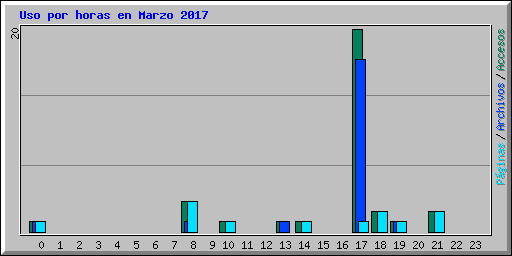 Uso por horas en Marzo 2017
20
Páginas / Archivos / Accesos
0 1 2 3 4 5 6 7 8 9 10 11 12 13 14 15 16 17 18 19 20 21 22 23